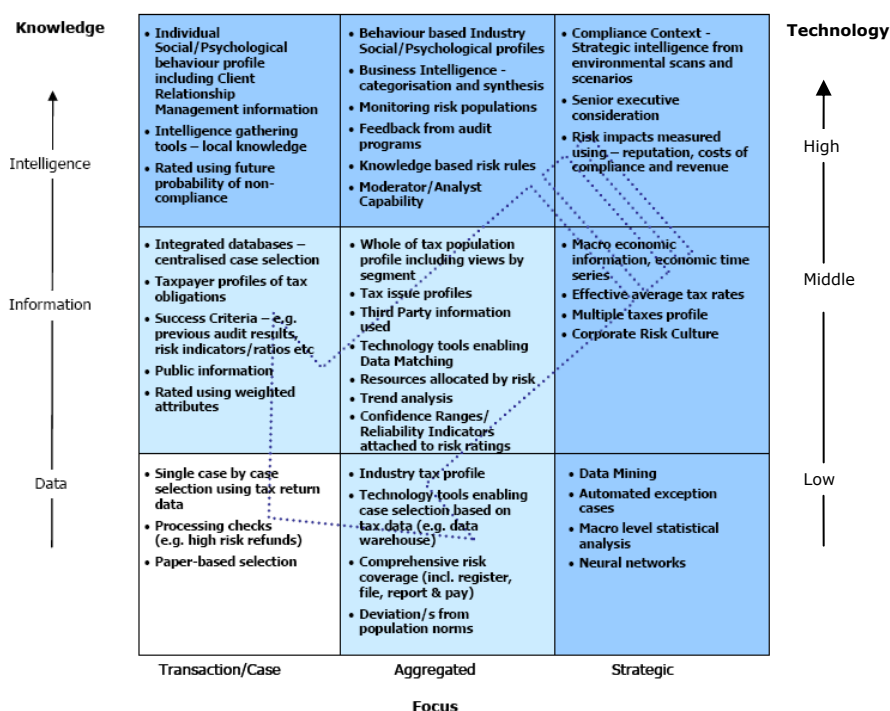 Knowledge
Technology
Intelligence
Information
Data
High
Middle
Low
• Individual
Social/Psychological
behaviour profile
including Client
Relationship
Management information
• Intelligence gathering
tools – local knowledge
• Rated using future
probability of non-
compliance
• Behaviour based Industry
Social/Psychological profiles
• Business Intelligence -
categorisation and synthesis
• Monitoring risk populations
• Feedback from audit
programs
• Knowledge based risk rules
• Moderator/Analyst
Capability
• Compliance Context -
Strategic intelligence from
environmental scans and
scenarios
• Senior executive
consideration
• Risk impacts measured
using – reputation, costs of
compliance and revenue
• Integrated databases –
centralised case selection
• Taxpayer profiles of tax
obligations
• Success Criteria – e.g.
previous audit results,
risk indicators/ratios etc
• Public information
• Rated using weighted
attributes
• Whole of tax population
profile including views by
segment
• Tax issue profiles
• Third Party information
used
• Technology tools enabling
Data Matching
• Resources allocated by risk
• Trend analysis
• Confidence Ranges/
Reliability Indicators
attached to risk ratings
• Macro economic
information, economic time
series
• Effective average tax rates
• Multiple taxes profile
• Corporate Risk Culture
• Single case by case
selection using tax return
data
• Processing checks
(e.g. high risk refunds)
• Paper-based selection
• Industry tax profile
• Technology tools enabling
case selection based on
tax data (e.g. data
warehouse)
• Comprehensive risk
coverage (incl. register,
file, report & pay)
• Deviation/s from
population norms
• Data Mining
• Automated exception
cases
• Macro level statistical
analysis
• Neural networks
Transaction/Case
Aggregated
Strategic
Focus